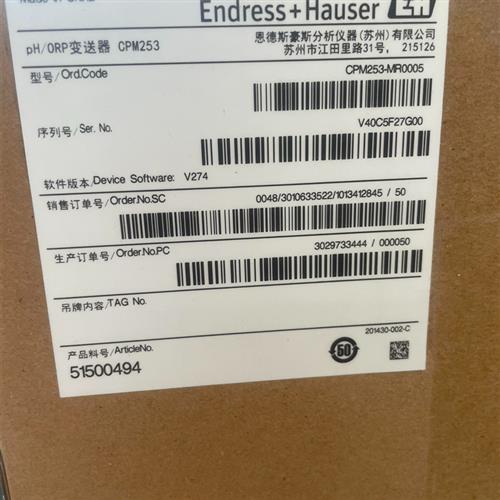 Endress+Hauser
pH/ORP变送器 CPM253
恩德斯豪斯分析仪器(苏州)有限公司
苏州市江田里路31号, 215126
型号/Ord.Code
CPM253-MR0005
序列号/Ser. No.
V40C5F27G00
软件版本/Device Software: V274
销售订单号/Order.No.SC
0048/3010633522/1013412845 / 50
生产订单号/Order.No.PC
3029733444 / 000050
吊牌内容/TAG No.
201430-002-C
产品料号/ArticleNo.
51500494
50